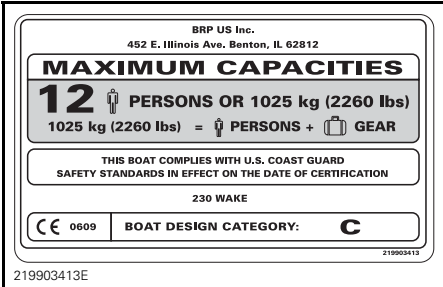 BRP US Inc.
452 E. Illinois Ave. Benton, IL 62812
MAXIMUM CAPACITIES
12 PERSONS OR 1025 kg (2260 lbs)
1025 kg (2260 lbs) = PERSONS + GEAR
THIS BOAT COMPLIES WITH U.S. COAST GUARD
SAFETY STANDARDS IN EFFECT ON THE DATE OF CERTIFICATION
230 WAKE
CE 0609 BOAT DESIGN CATEGORY: C
219903413
219903413E